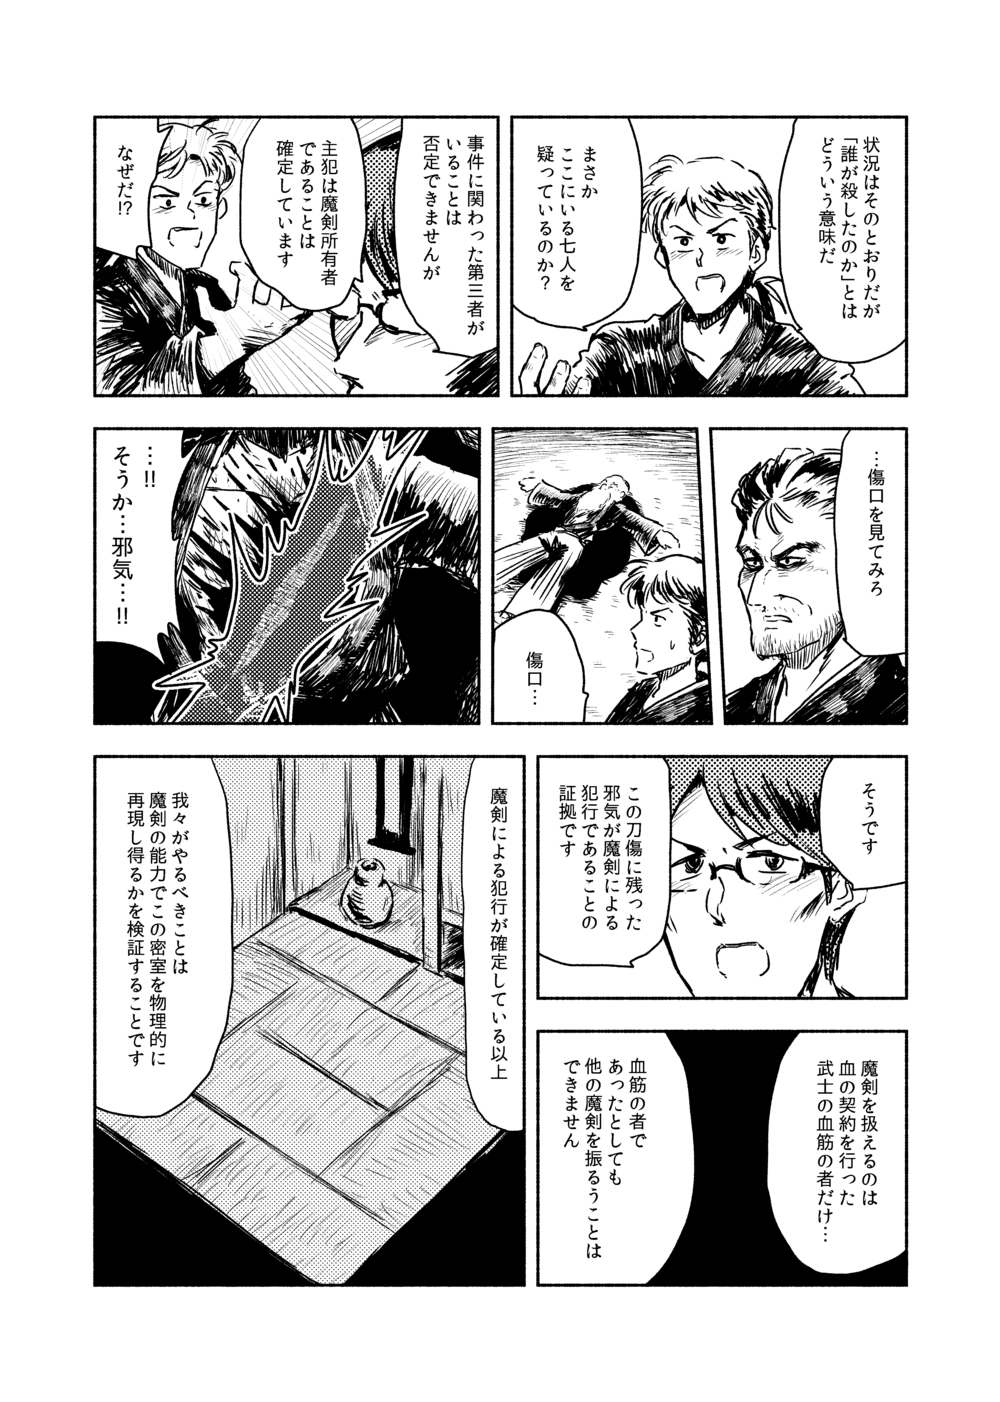 状況はそのとおりだが
「誰が殺したのか」とは
どういう意味だ
まさか
ここにいる七人を
疑っているのか？
事件に関わった第三者が
いることは
否定できませんが
主犯は魔剣所有者
であることは
確定しています
なぜだ!?
…傷口を見てみろ
傷口…
…!!
そうか…邪気…!!
そうです
この刀傷に残った
邪気が魔剣による
犯行であることの
証拠です
魔剣を扱えるのは
血の契約を行った
武士の血筋の者だけ…
血筋の者で
あったとしても
他の魔剣を振るうことは
できません
魔剣による犯行が確定している以上
我々がやるべきことは
魔剣の能力でこの密室を物理的に
再現し得るかを検証することです